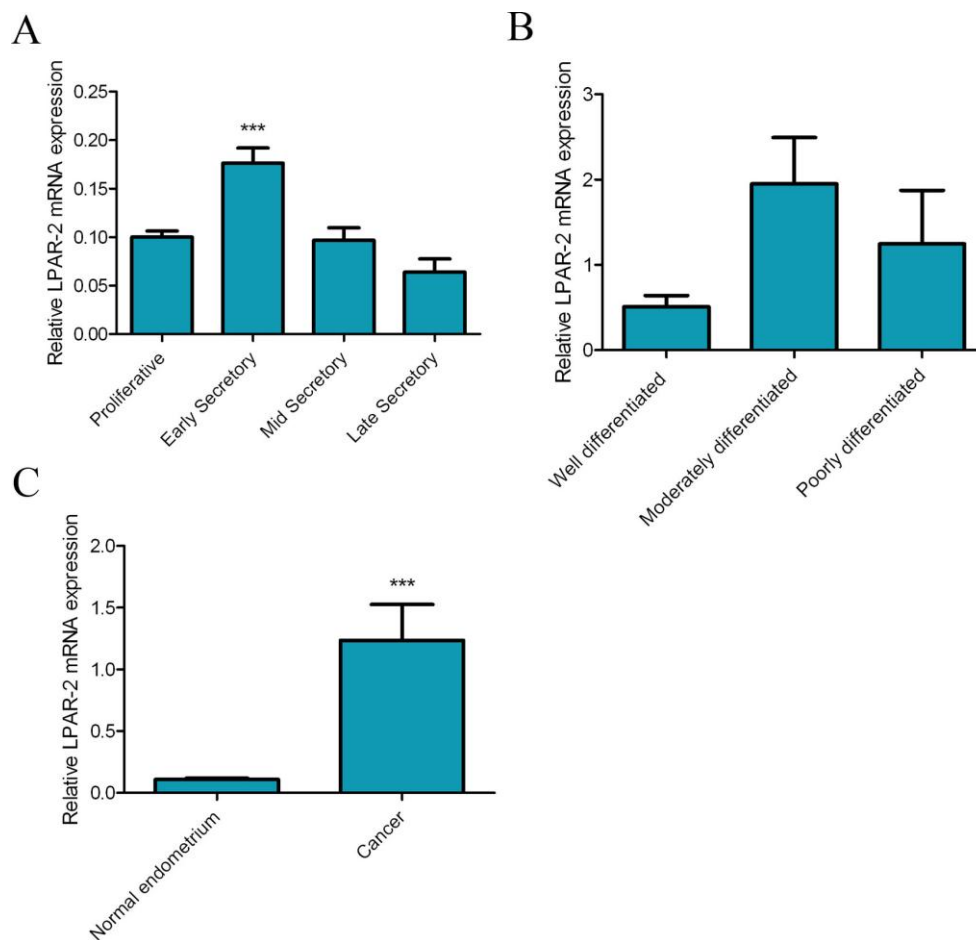 A
Relative LPAR-2 mRNA expression
0.25
0.20
0.15
0.10
0.05
0.00
***
Proliferative
Early Secretory
Mid Secretory
Late Secretory
B
Relative LPAR-2 mRNA expression
3
2
1
0
Well differentiated
Moderately differentiated
Poorly differentiated
C
Relative LPAR-2 mRNA expression
2.0
1.5
1.0
0.5
0.0
***
Normal endometrium
Cancer